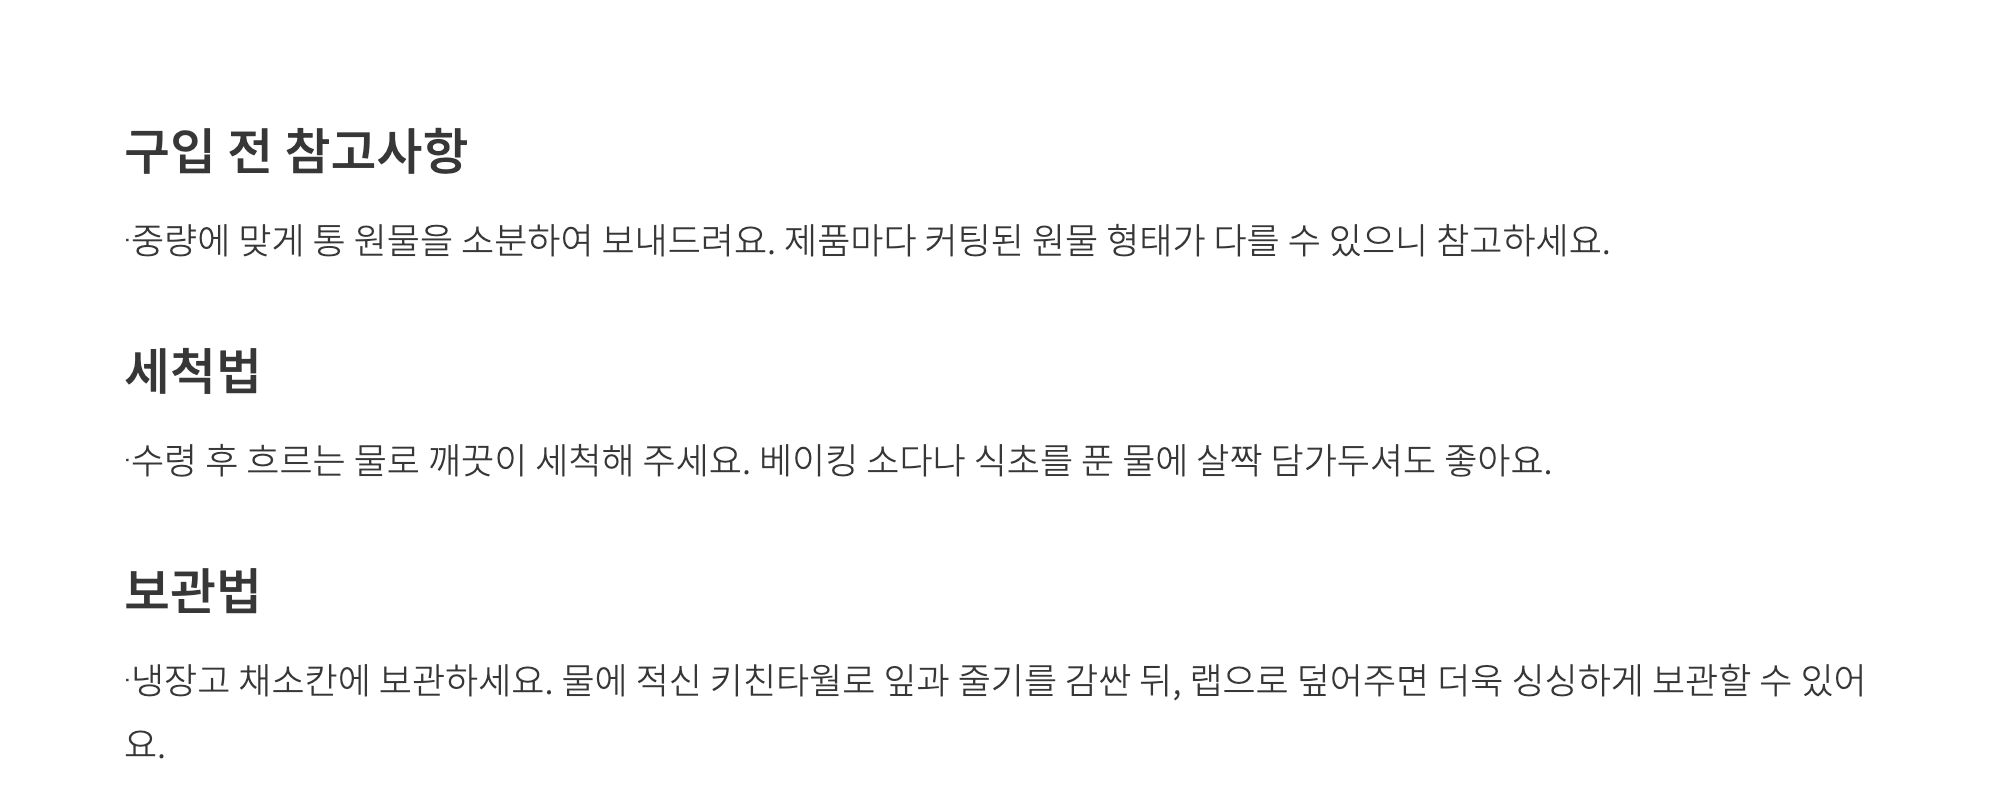 구입 전 참고사항
·중량에 맞게 통 원물을 소분하여 보내드려요. 제품마다 커팅된 원물 형태가 다를 수 있으니 참고하세요.
세척법
·수령 후 흐르는 물로 깨끗이 세척해 주세요. 베이킹 소다나 식초를 푼 물에 살짝 담가두셔도 좋아요.
보관법
·냉장고 채소칸에 보관하세요. 물에 적신 키친타월로 잎과 줄기를 감싼 뒤, 랩으로 덮어주면 더욱 싱싱하게 보관할 수 있어
요.